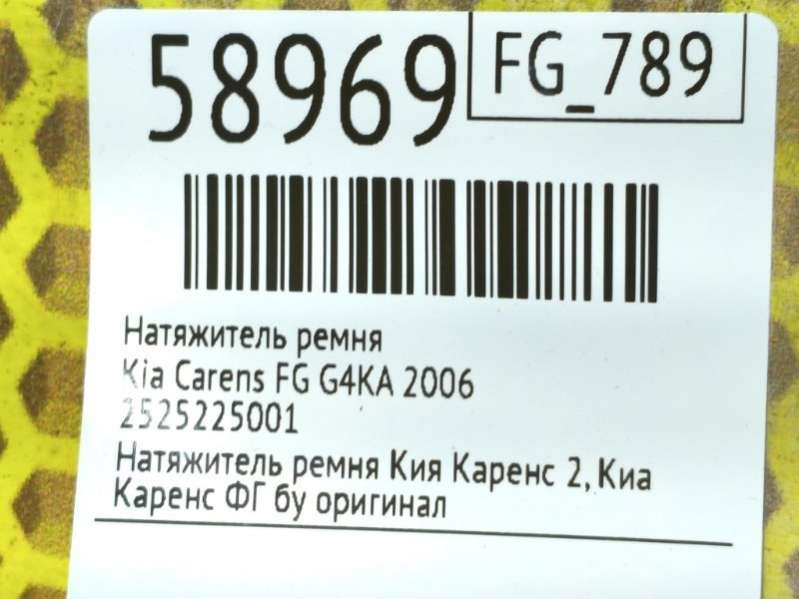 58969
FG_789
Натяжитель ремня
Kia Carens FG G4KA 2006
2525225001
Натяжитель ремня Кия Каренс 2, Киа
Каренс ФГ бу оригинал